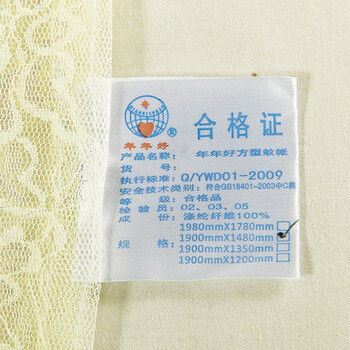 合格证
年年好 ®
产品名称: 年年好方型蚊帐
货 号:
执行标准: Q/YWD01-2009
安全技术类别: 符合GB18401-2003中C类
等 级: 合格品
检 验 员: 02、03、05
成 份: 涤纶纤维100%
1980mmX1780mm
规 格: 1900mmX1480mm
1900mmX1350mm
1900mmX1200mm